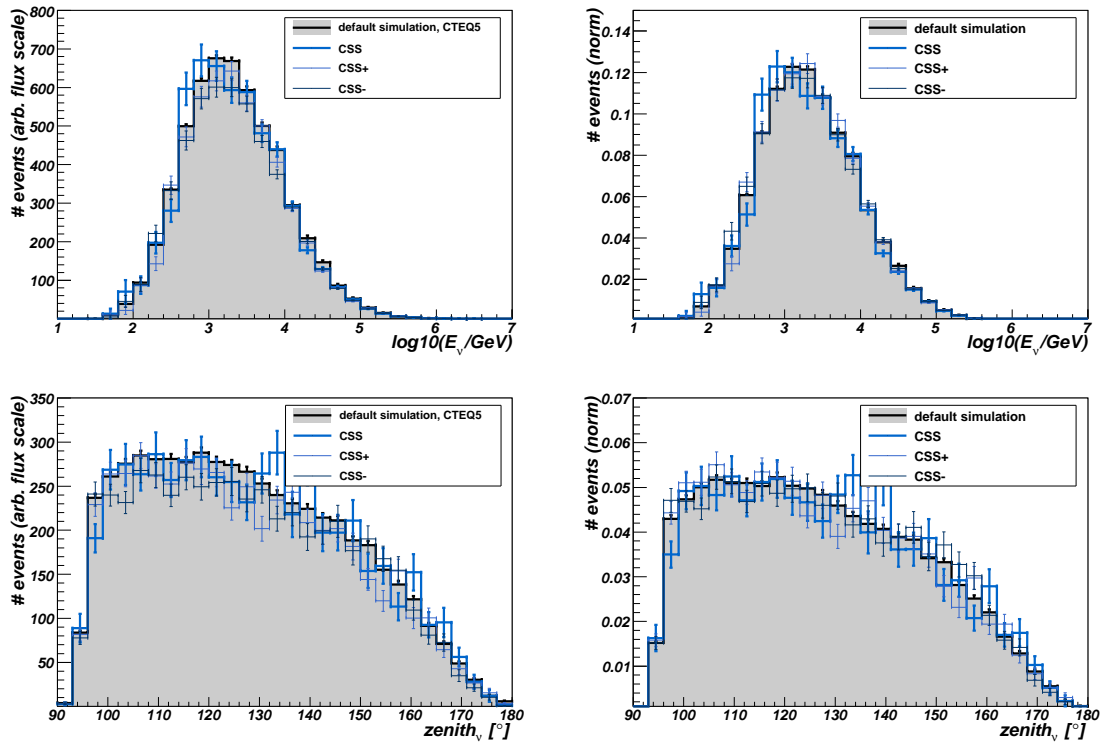 # events (arb. flux scale)
800
700
600
500
400
300
200
100
default simulation, CTEQ5
CSS
CSS+
CSS-
1 2 3 4 5 6 7
log10(E_ν/GeV)
# events (norm)
0.14
0.12
0.1
0.08
0.06
0.04
0.02
default simulation
CSS
CSS+
CSS-
1 2 3 4 5 6 7
log10(E_ν/GeV)
# events (arb. flux scale)
350
300
250
200
150
100
50
default simulation, CTEQ5
CSS
CSS+
CSS-
90 100 110 120 130 140 150 160 170 180
zenith_ν [°]
# events (norm)
0.07
0.06
0.05
0.04
0.03
0.02
0.01
default simulation
CSS
CSS+
CSS-
90 100 110 120 130 140 150 160 170 180
zenith_ν [°]